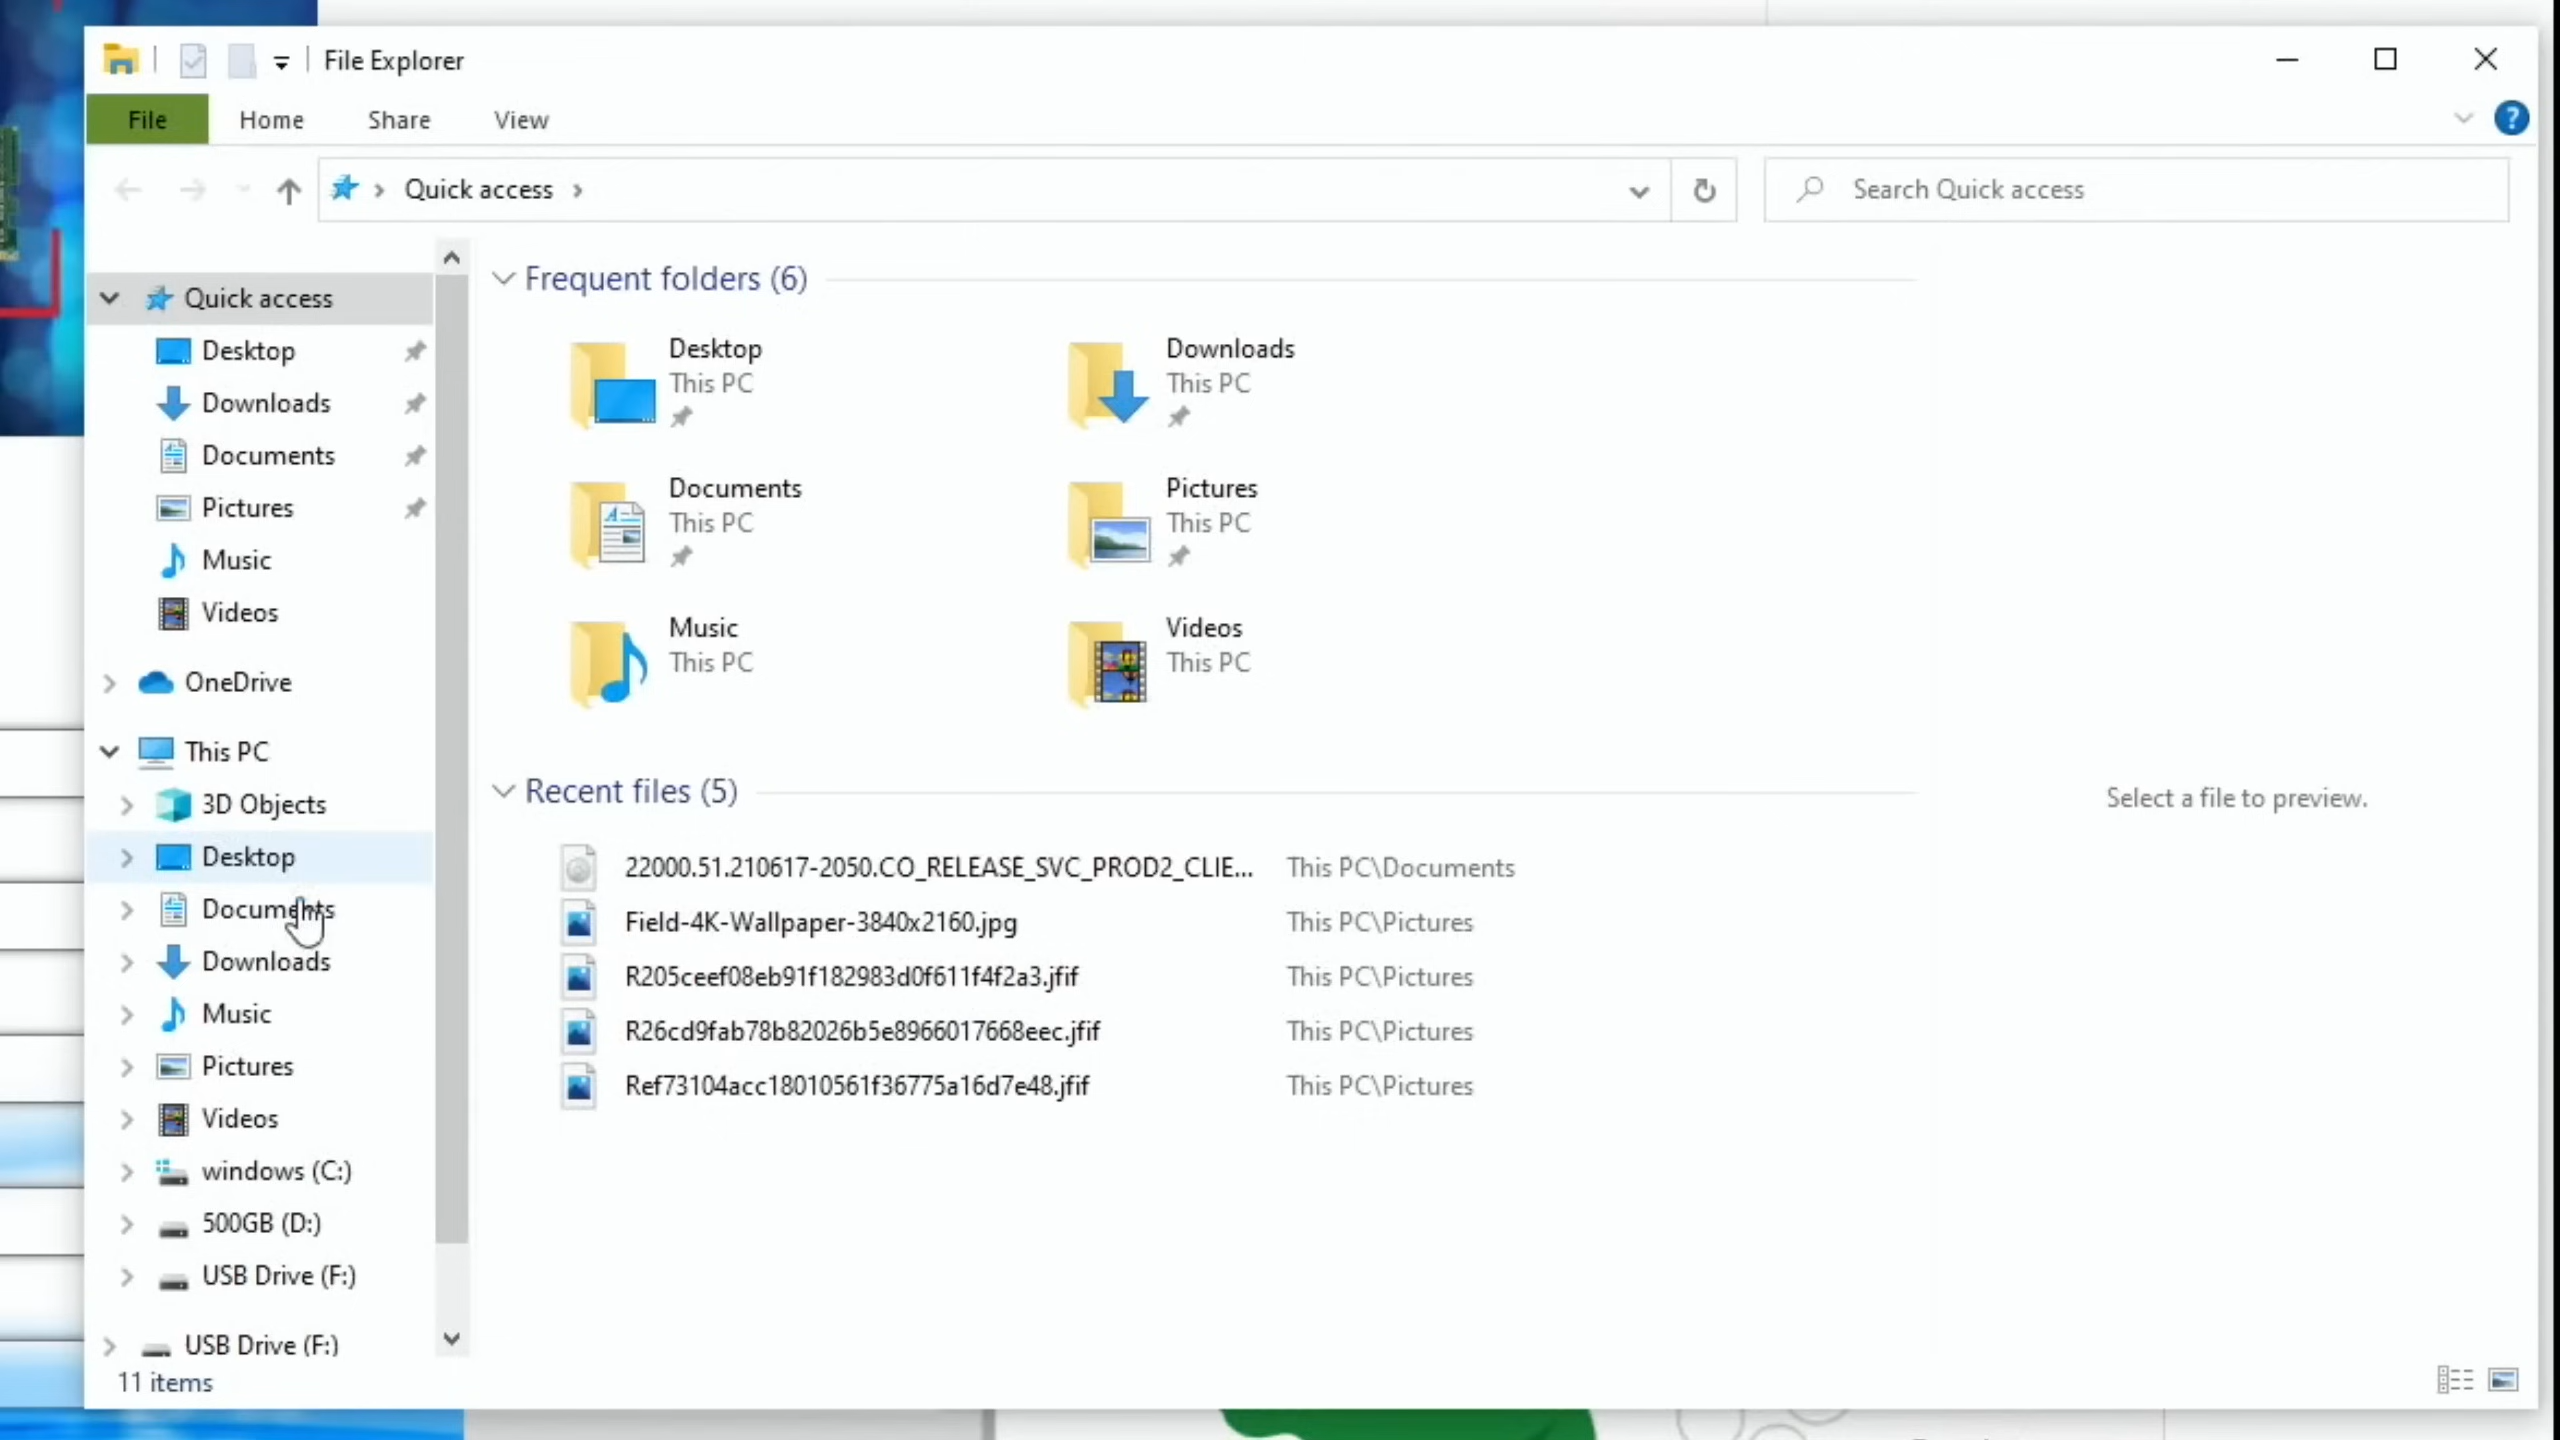 File Explorer
File Home Share View
?
Quick access
Search Quick access
Quick access
Desktop
Downloads
Documents
Pictures
Music
Videos
OneDrive
This PC
3D Objects
Desktop
Documents
Downloads
Music
Pictures
Videos
windows (C:)
500GB (D:)
USB Drive (F:)
USB Drive (F:)
11 items
Frequent folders (6)
Desktop
This PC
Downloads
This PC
Documents
This PC
Pictures
This PC
Music
This PC
Videos
This PC
Recent files (5)
22000.51.210617-2050.CO_RELEASE_SVC_PROD2_CLIE... This PC\Documents
Field-4K-Wallpaper-3840x2160.jpg This PC\Pictures
R205ceef08eb91f182983d0f611f4f2a3.jfif This PC\Pictures
R26cd9fab78b82026b5e8966017668eec.jfif This PC\Pictures
Ref73104acc18010561f36775a16d7e48.jfif This PC\Pictures
Select a file to preview.